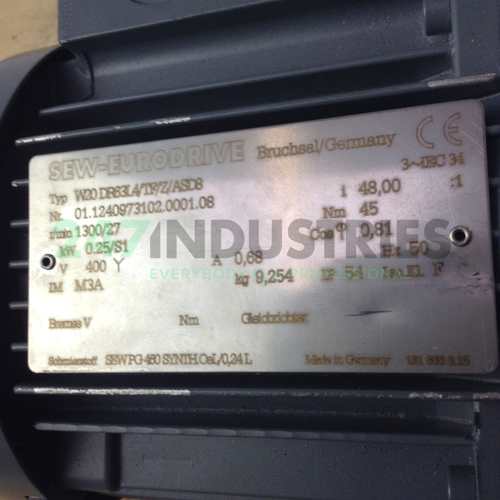 SEW-EURODRIVE Bruchsal/Germany CE
3~IEC 34
Typ W20 DR63L4/TF/Z/ASD8 i 48,00 :1
Nr. 01.1240973102.0001.08 Nm 45
r/min 1300/27 Cos φ 0,81
kW 0.25/S1 A 0,68 Hz 50
V 400 Y kg 9,254 IP 54 Iso.Kl. F
IM M3A
Bremse V Nm Gleichrichter
Schmierstoff SEW PG 460 SYNTH.Oel./0,24 L Made in Germany
247 INDUSTRIES